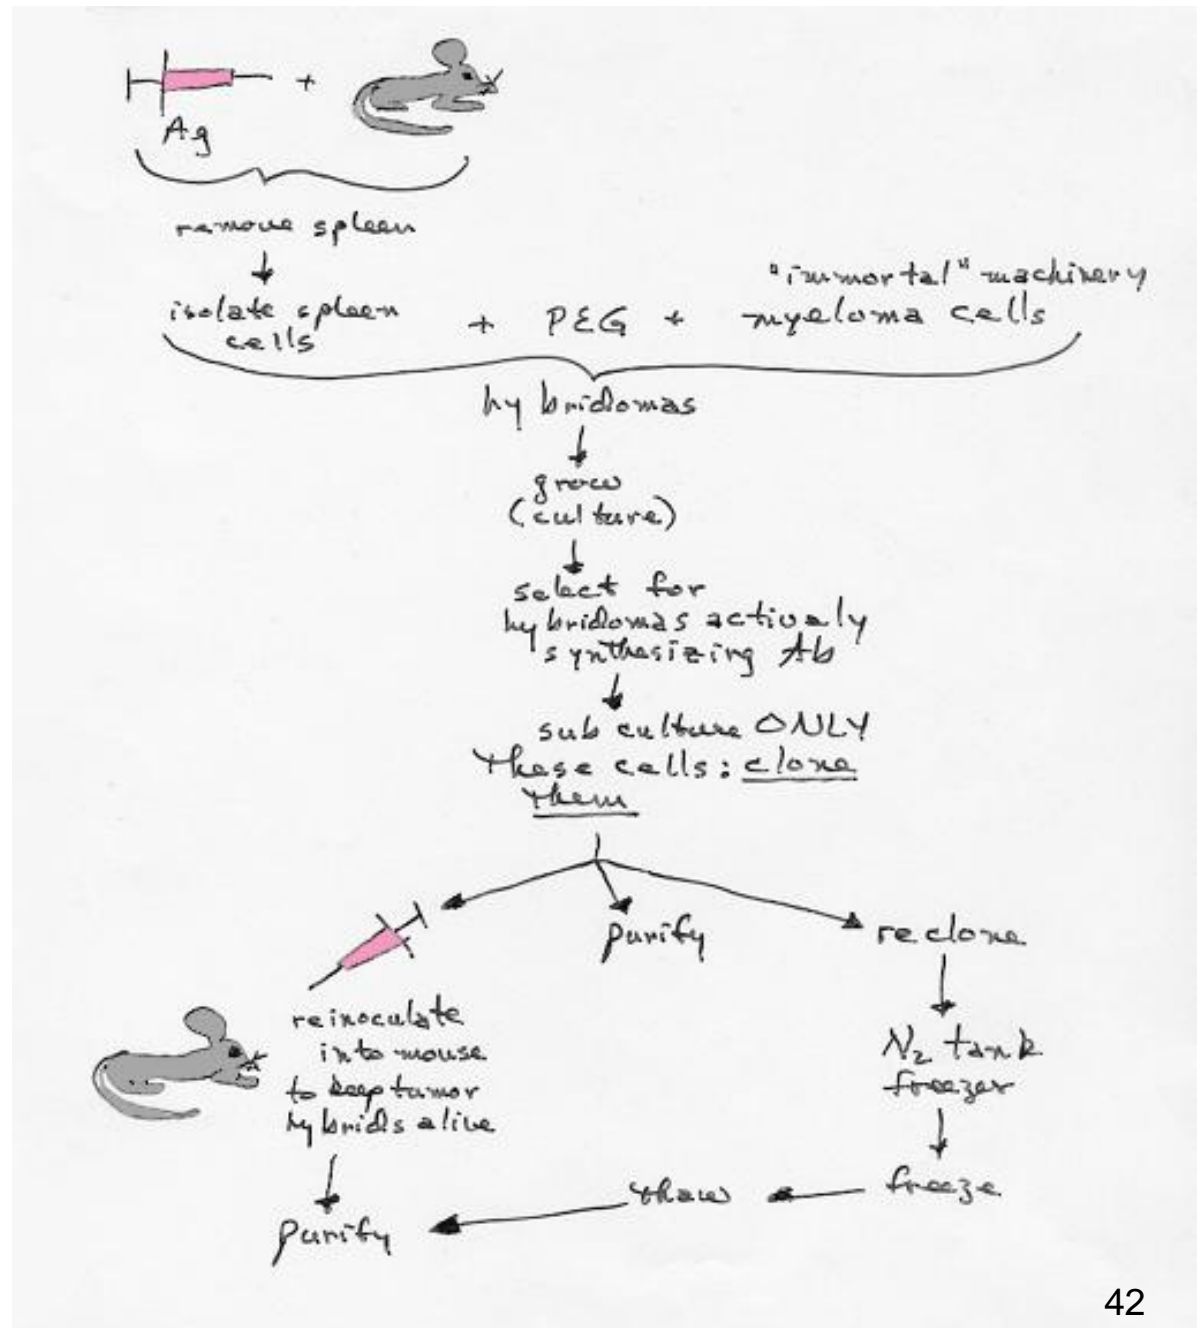 +
Ag
remove spleen
isolate spleen
cells
+ PEG +
"immortal" machinery
myeloma cells
hybridomas
grow
(culture)
select for
hybridomas actively
synthesizing Ab
sub culture ONLY
these cells: clone
them
purify
reclone
reinoculate
into mouse
to keep tumor
hybrids alive
N₂ tank
freezer
freeze
thaw
purify
42